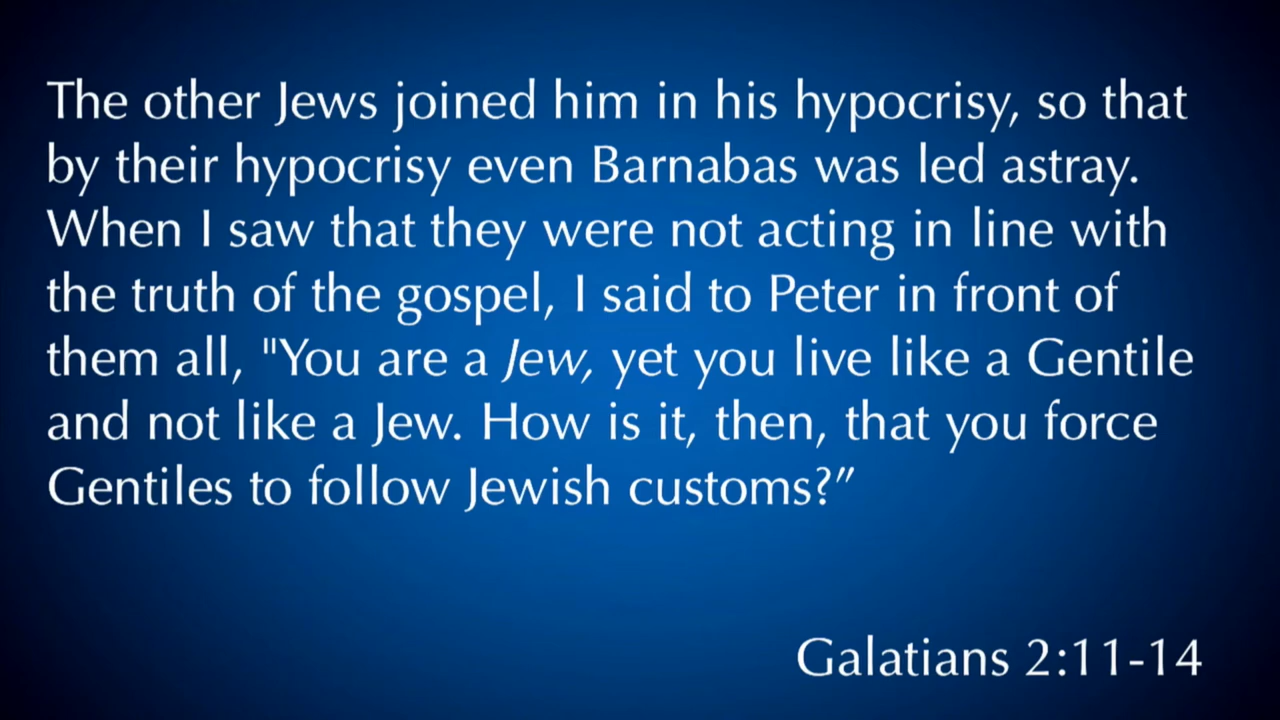 The other Jews joined him in his hypocrisy, so that
by their hypocrisy even Barnabas was led astray.
When I saw that they were not acting in line with
the truth of the gospel, I said to Peter in front of
them all, "You are a Jew, yet you live like a Gentile
and not like a Jew. How is it, then, that you force
Gentiles to follow Jewish customs?”
Galatians 2:11-14